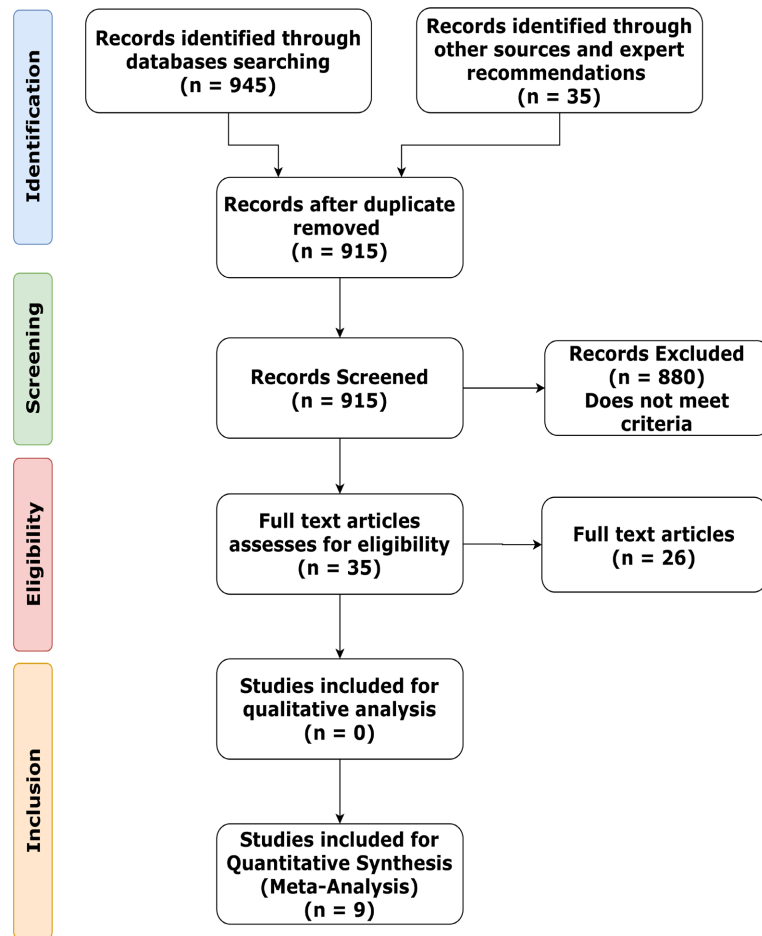 Identification
Records identified through
databases searching
(n = 945)
Records identified through
other sources and expert
recommendations
(n = 35)
Records after duplicate
removed
(n = 915)
Screening
Records Screened
(n = 915)
Records Excluded
(n = 880)
Does not meet
criteria
Eligibility
Full text articles
assesses for eligibility
(n = 35)
Full text articles
(n = 26)
Inclusion
Studies included for
qualitative analysis
(n = 0)
Studies included for
Quantitative Synthesis
(Meta-Analysis)
(n = 9)